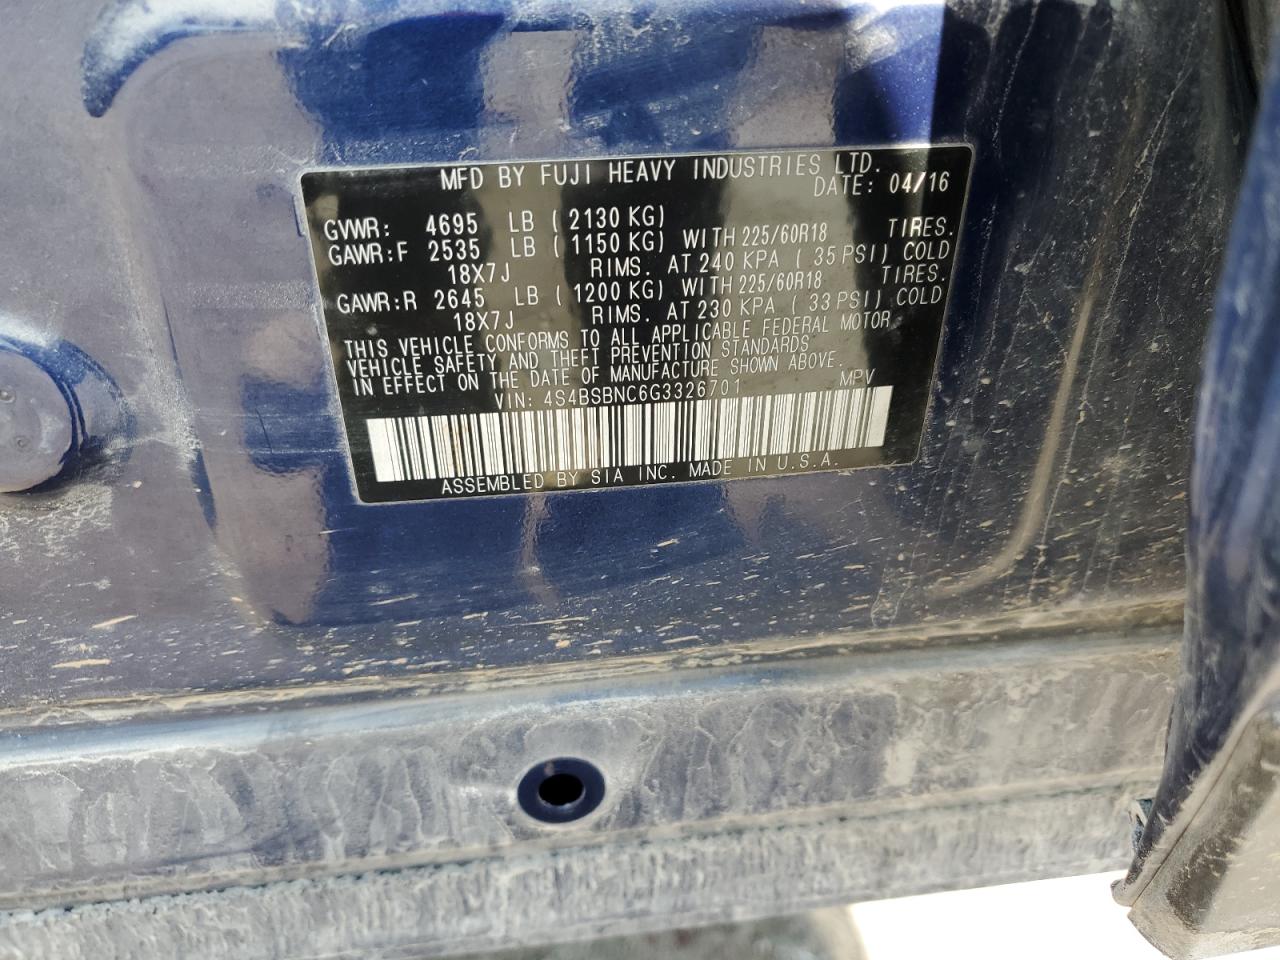 MFD BY FUJI HEAVY INDUSTRIES LTD.
DATE: 04/16
GVWR: 4695 LB (2130 KG)
GAWR:F 2535 LB (1150 KG) WITH 225/60R18 TIRES.
18X7J RIMS. AT 240 KPA (35 PSI) COLD
GAWR:R 2645 LB (1200 KG) WITH 225/60R18 TIRES.
18X7J RIMS. AT 230 KPA (33 PSI) COLD
THIS VEHICLE CONFORMS TO ALL APPLICABLE FEDERAL MOTOR
VEHICLE SAFETY AND THEFT PREVENTION STANDARDS
IN EFFECT ON THE DATE OF MANUFACTURE SHOWN ABOVE.
VIN: 4S4BSBNC6G3326701 MPV
ASSEMBLED BY SIA INC. MADE IN U.S.A.